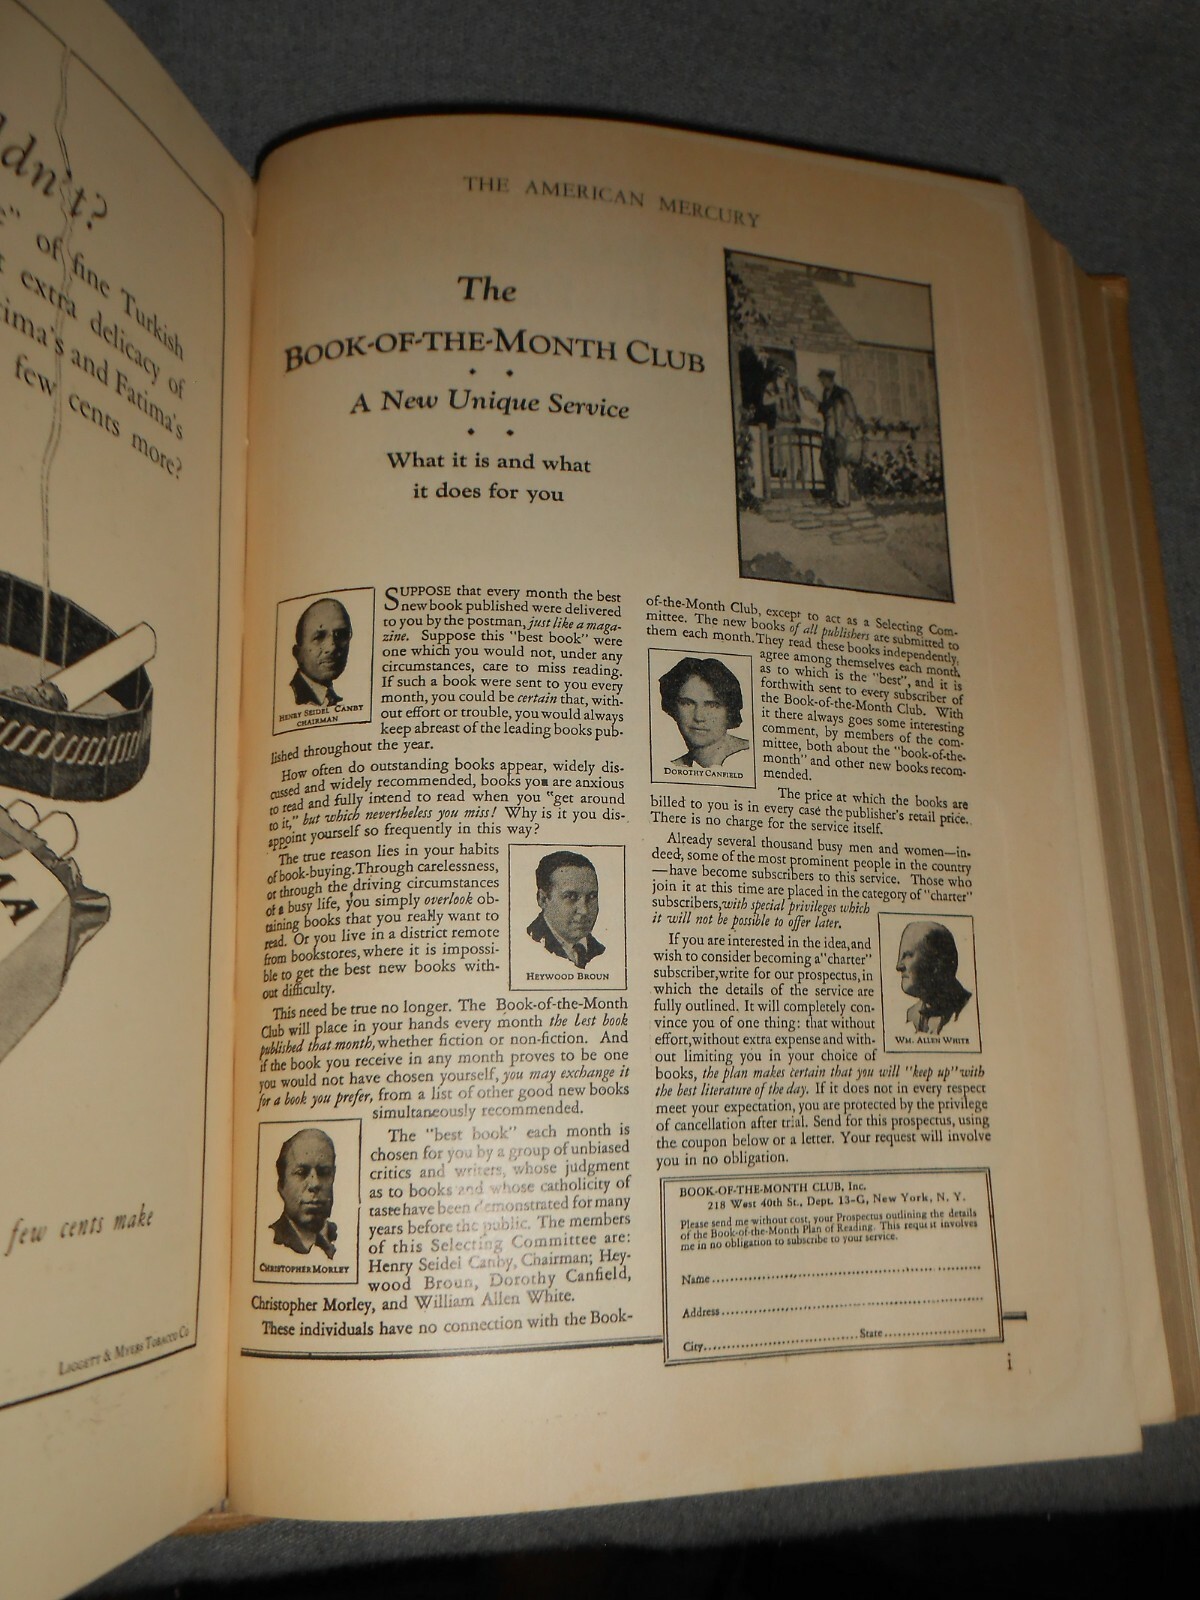 dn't?
of fine Turkish
extra delicacy of
and Fatima's
few cents more?
few cents make
LIGGETT & MYERS TOBACCO CO
THE AMERICAN MERCURY
The
BOOK-OF-THE-MONTH CLUB
A New Unique Service
What it is and what
it does for you
SUPPOSE that every month the best
new book published were delivered
to you by the postman, just like a maga-
zine. Suppose this "best book" were
one which you would not, under any
circumstances, care to miss reading.
If such a book were sent to you every
month, you could be certain that, with-
out effort or trouble, you would always
keep abreast of the leading books pub-
lished throughout the year.
HENRY SEIDEL CANBY
CHAIRMAN
How often do outstanding books appear, widely dis-
cussed and widely recommended, books you are anxious
to read and fully intend to read when you "get around
to it," but which nevertheless you miss! Why is it you dis-
appoint yourself so frequently in this way?
The true reason lies in your habits
of book-buying. Through carelessness,
or through the driving circumstances
of a busy life, you simply overlook ob-
taining books that you really want to
read. Or you live in a district remote
from bookstores, where it is impossi-
ble to get the best new books with-
out difficulty.
HEYWOOD BROUN
This need be true no longer. The Book-of-the-Month
Club will place in your hands every month the best book
published that month, whether fiction or non-fiction. And
if the book you receive in any month proves to be one
you would not have chosen yourself, you may exchange it
for a book you prefer, from a list of other good new books
simultaneously recommended.
The "best book" each month is
chosen for you by a group of unbiased
critics and writers, whose judgment
as to books and whose catholicity of
taste have been demonstrated for many
years before the public. The members
of this Selecting Committee are:
Henry Seidel Canby, Chairman; Hey-
wood Broun, Dorothy Canfield,
Christopher Morley, and William Allen White.
CHRISTOPHER MORLEY
These individuals have no connection with the Book-
of-the-Month Club, except to act as a Selecting Com-
mittee. The new books of all publishers are submitted to
them each month. They read these books independently,
agree among themselves each month
as to which is the "best", and it is
forthwith sent to every subscriber of
the Book-of-the-Month Club. With
it there always goes some interesting
comment, by members of the com-
mittee, both about the "book-of-the-
month" and other new books recom-
mended.
DOROTHY CANFIELD
The price at which the books are
billed to you is in every case the publisher's retail price.
There is no charge for the service itself.
Already several thousand busy men and women—in-
deed, some of the most prominent people in the country
—have become subscribers to this service. Those who
join it at this time are placed in the category of "charter"
subscribers, with special privileges which
it will not be possible to offer later.
If you are interested in the idea, and
wish to consider becoming a "charter"
subscriber, write for our prospectus, in
which the details of the service are
fully outlined. It will completely con-
vince you of one thing: that without
effort, without extra expense and with-
out limiting you in your choice of
books, the plan makes certain that you will "keep up" with
the best literature of the day. If it does not in every respect
meet your expectation, you are protected by the privilege
of cancellation after trial. Send for this prospectus, using
the coupon below or a letter. Your request will involve
you in no obligation.
WM. ALLEN WHITE
BOOK-OF-THE-MONTH CLUB, Inc.
218 West 40th St., Dept. 13-G, New York, N. Y.
Please send me without cost, your Prospectus outlining the details
of the Book-of-the-Month Plan of Reading. This request involves
me in no obligation to subscribe to your service.
Name
Address
City State
i